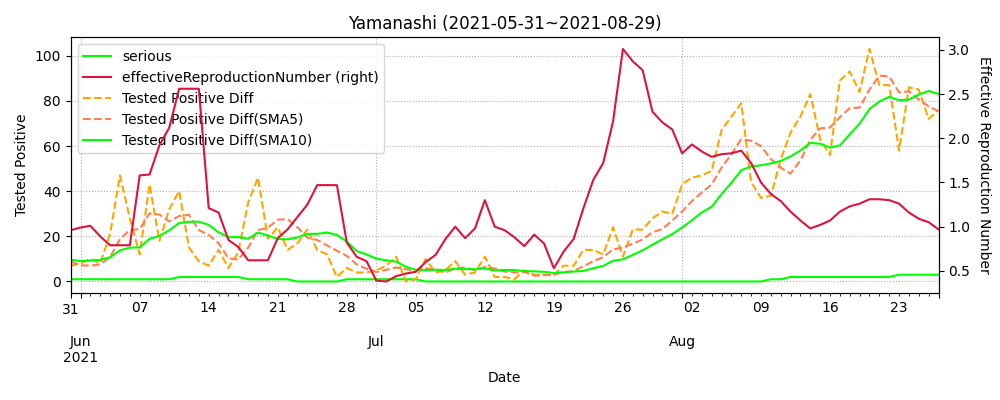 Yamanashi (2021-05-31~2021-08-29)
serious
effectiveReproductionNumber (right)
Tested Positive Diff
Tested Positive Diff(SMA5)
Tested Positive Diff(SMA10)
Tested Positive
100
80
60
40
20
0
3.0
2.5
2.0
1.5
1.0
0.5
Effective Reproduction Number
31 07 14 21 28 05 12 19 26 02 09 16 23
Jun Jul Aug
2021
Date